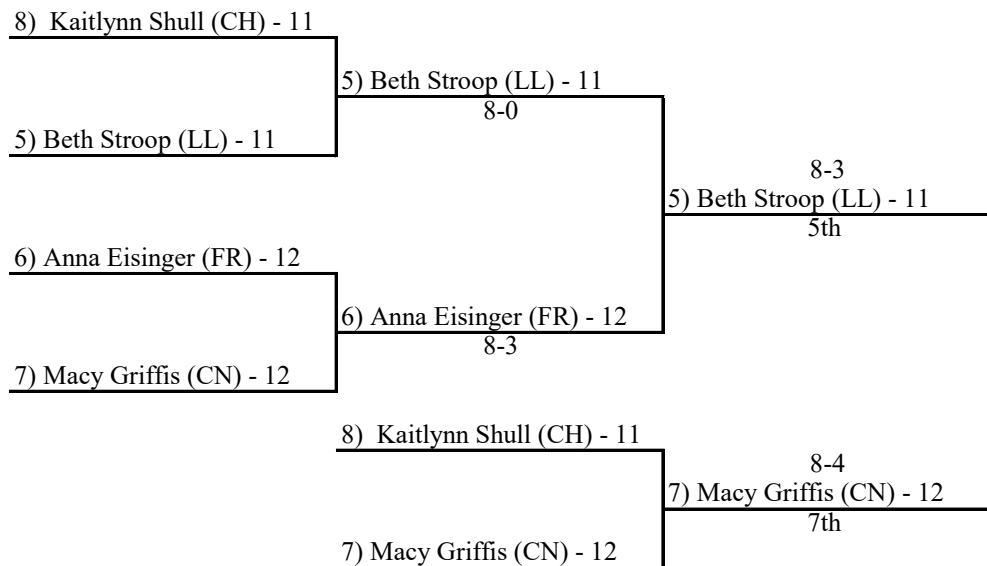 8)  Kaitlynn Shull (CH) - 11
5) Beth Stroop (LL) - 11
8-0
5) Beth Stroop (LL) - 11
8-3
5) Beth Stroop (LL) - 11
5th
6) Anna Eisinger (FR) - 12
6) Anna Eisinger (FR) - 12
8-3
7) Macy Griffis (CN) - 12
8)  Kaitlynn Shull (CH) - 11
8-4
7) Macy Griffis (CN) - 12
7th
7) Macy Griffis (CN) - 12